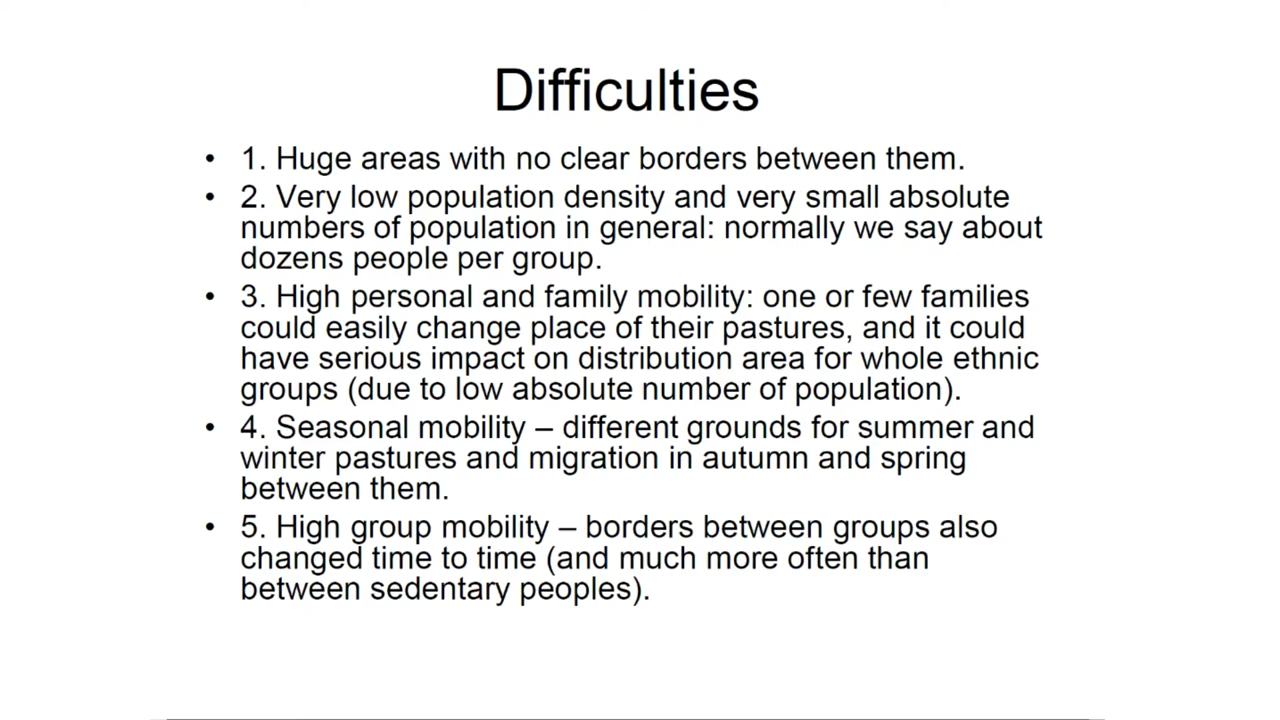 Difficulties
• 1. Huge areas with no clear borders between them.
• 2. Very low population density and very small absolute
numbers of population in general: normally we say about
dozens people per group.
• 3. High personal and family mobility: one or few families
could easily change place of their pastures, and it could
have serious impact on distribution area for whole ethnic
groups (due to low absolute number of population).
• 4. Seasonal mobility – different grounds for summer and
winter pastures and migration in autumn and spring
between them.
• 5. High group mobility – borders between groups also
changed time to time (and much more often than
between sedentary peoples).